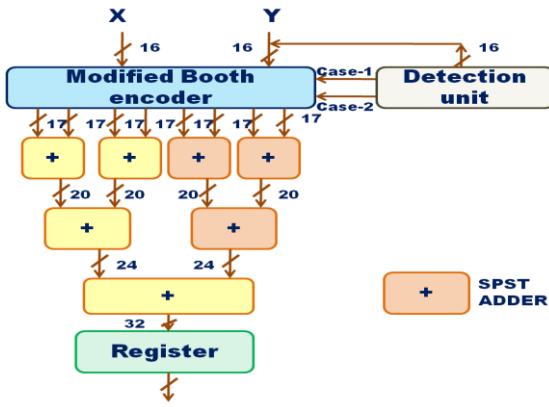 X Y
16 16 16
Case-1
Modified Booth encoder
Detection unit
Case-2
17 17 17 17 17 17 17 17
+ + + +
20 20 20 20
+ +
24 24
+
+ SPST ADDER
32
Register